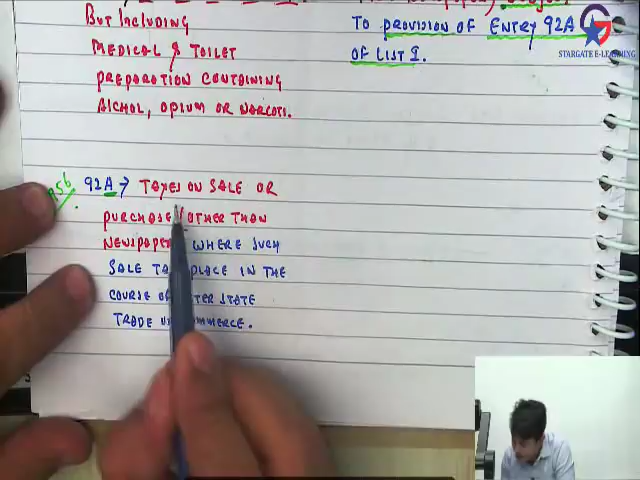 But Including
Medical & Toilet
Preparation containing
Alchol, Opium or Narcoti.
To provision of Entry 92A
of List I.
STARGATE E-LEARNING
92A → Taxes on Sale or
Purchase (other than
Newspaper) where such
Sale place in the
course of Inter State
Trade Commerce.